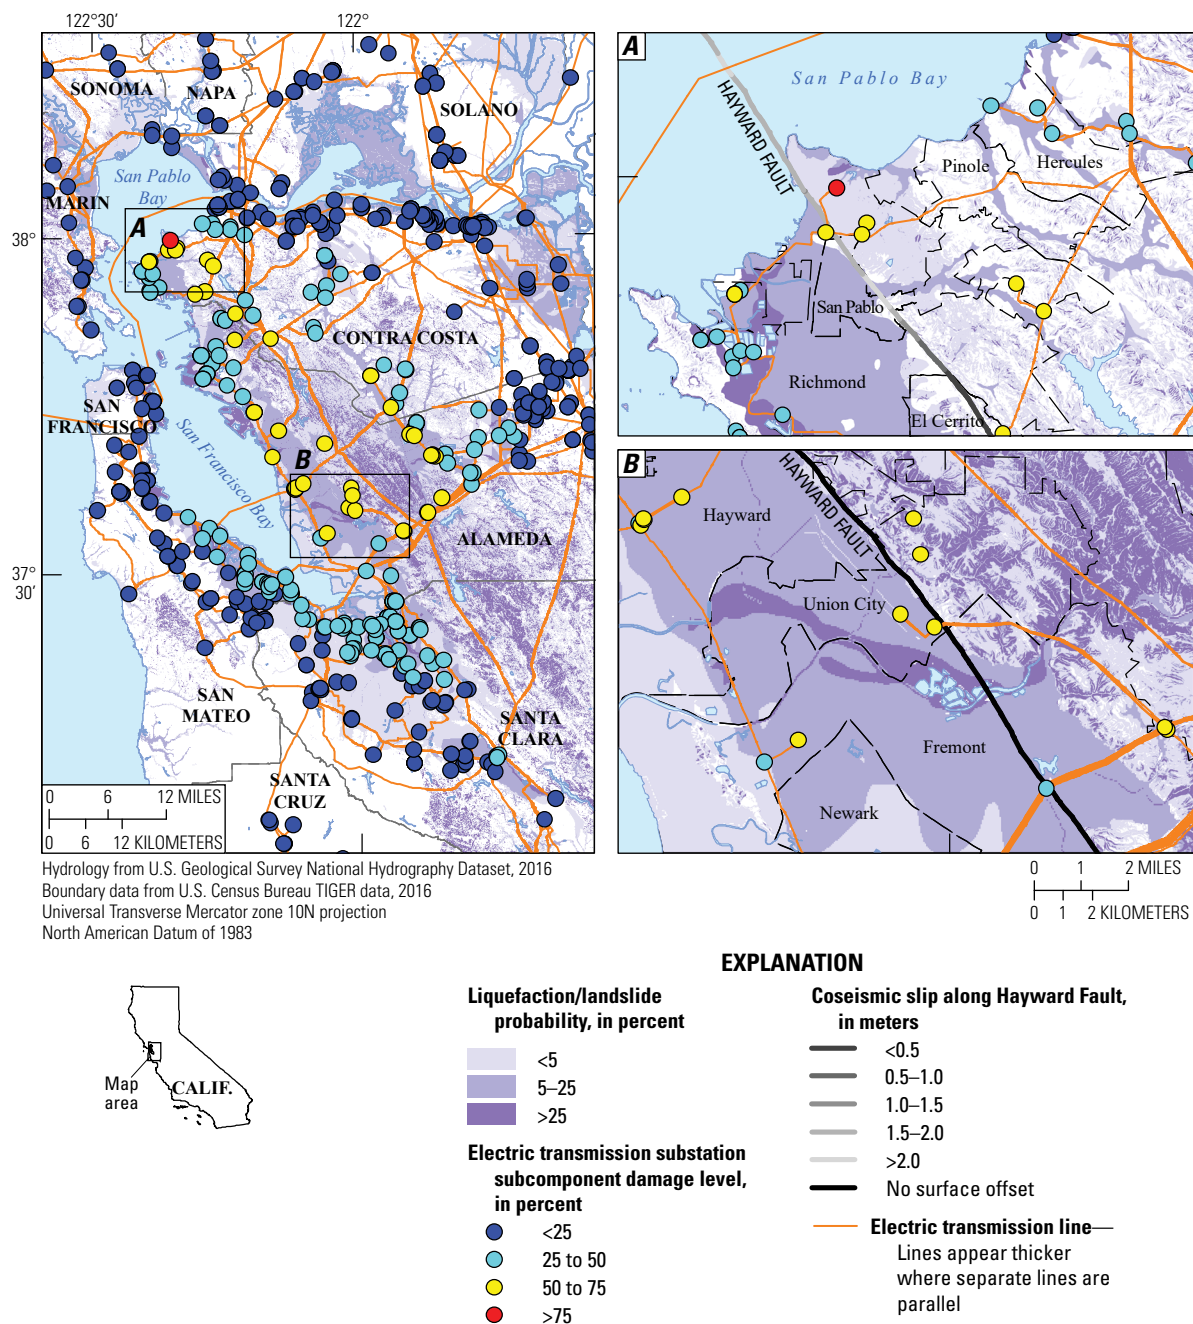 122°30'
122°
38°
37°
30'
SONOMA
NAPA
SOLANO
San Pablo
Bay
MARIN
A
CONTRA COSTA
SAN
FRANCISCO
San Francisco Bay
B
ALAMEDA
SAN
MATEO
SANTA
CLARA
SANTA
CRUZ
0 6 12 MILES
0 6 12 KILOMETERS
A
San Pablo Bay
HAYWARD FAULT
Pinole
Hercules
San Pablo
Richmond
El Cerrito
B
HAYWARD FAULT
Hayward
Union City
Fremont
Newark
0 1 2 MILES
0 1 2 KILOMETERS
Hydrology from U.S. Geological Survey National Hydrography Dataset, 2016
Boundary data from U.S. Census Bureau TIGER data, 2016
Universal Transverse Mercator zone 10N projection
North American Datum of 1983
Map
area
CALIF.
EXPLANATION
Liquefaction/landslide
probability, in percent
<5
5–25
>25
Electric transmission substation
subcomponent damage level,
in percent
<25
25 to 50
50 to 75
>75
Coseismic slip along Hayward Fault,
in meters
<0.5
0.5–1.0
1.0–1.5
1.5–2.0
>2.0
No surface offset
Electric transmission line—
Lines appear thicker
where separate lines are
parallel